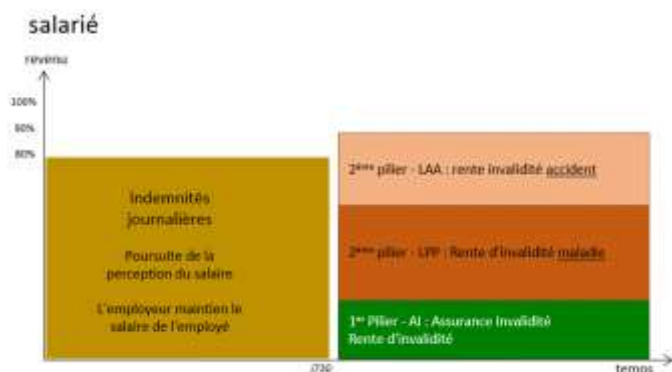 salarié
revenu
100%
90%
80%
Indemnités
journalières
Poursuite de la
perception du salaire
L'employeur maintien le
salaire de l'employé
2ème pilier - LAA : rente invalidité accident
2ème pilier - LPP : Rente d'invalidité maladie
1er Pilier - AI : Assurance Invalidité
Rente d'invalidité
temps